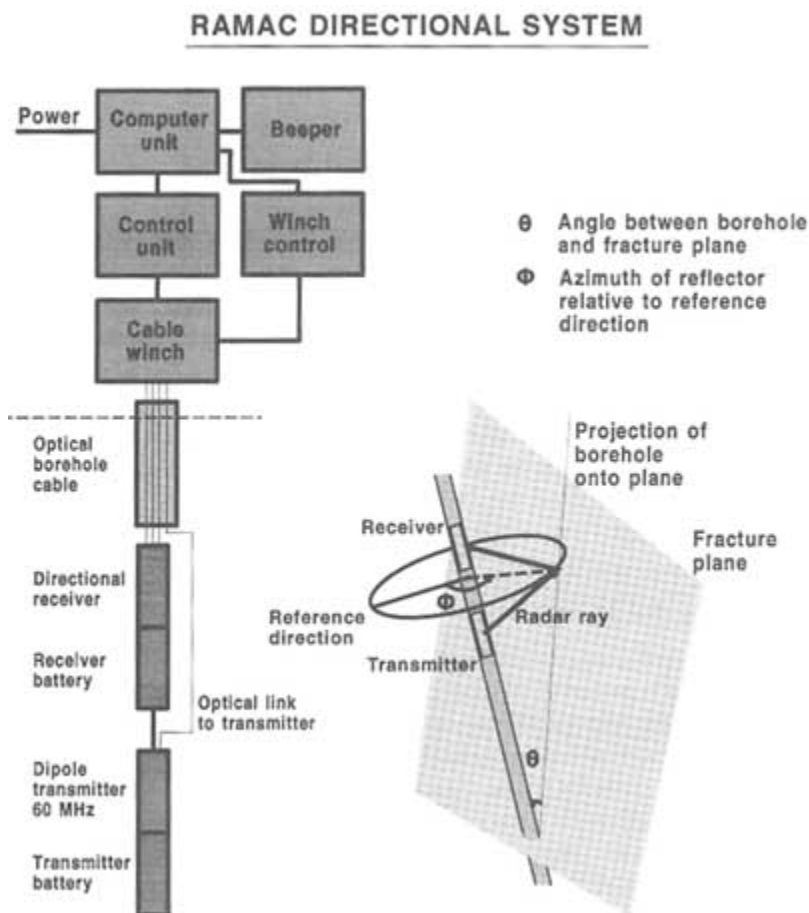 RAMAC DIRECTIONAL SYSTEM
Power
Computer
unit
Beeper
Control
unit
Winch
control
Cable
winch
θ Angle between borehole
and fracture plane
Φ Azimuth of reflector
relative to reference
direction
Optical
borehole
cable
Directional
receiver
Receiver
battery
Optical link
to transmitter
Dipole
transmitter
60 MHz
Transmitter
battery
Projection of
borehole
onto plane
Receiver
Fracture
plane
Φ
Reference
direction
Radar ray
Transmitter
θ